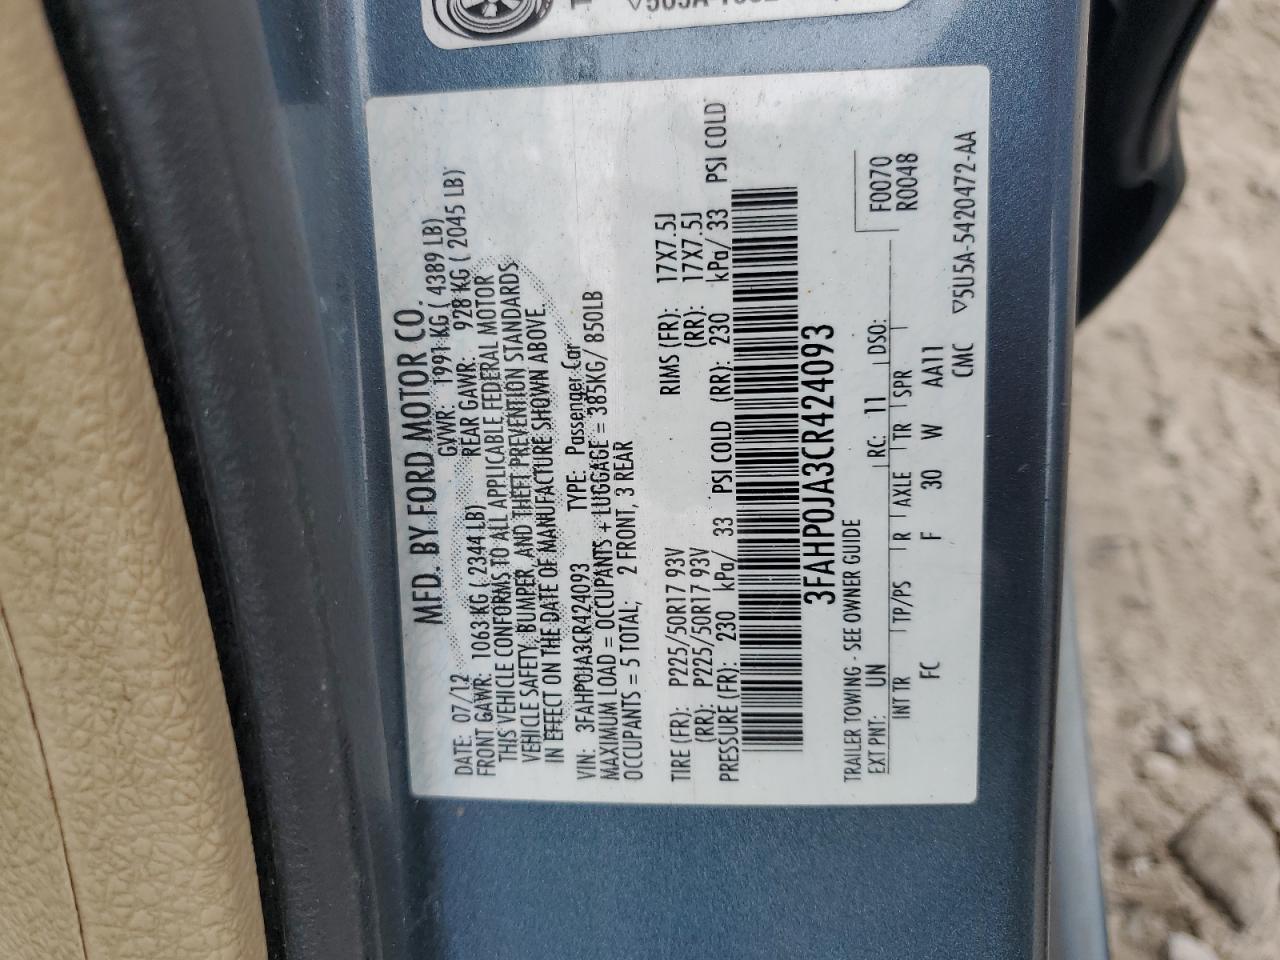 MFD. BY FORD MOTOR CO.
DATE: 07/12 GVWR: 1991 KG ( 4389 LB)
FRONT GAWR: 1063 KG ( 2344 LB) REAR GAWR: 928 KG ( 2045 LB)
THIS VEHICLE CONFORMS TO ALL APPLICABLE FEDERAL MOTOR
VEHICLE SAFETY, BUMPER, AND THEFT PREVENTION STANDARDS
IN EFFECT ON THE DATE OF MANUFACTURE SHOWN ABOVE.
VIN: 3FAHP0JA3CR424093 TYPE: Passenger Car
MAXIMUM LOAD = OCCUPANTS + LUGGAGE = 385KG/ 850LB
OCCUPANTS = 5 TOTAL, 2 FRONT, 3 REAR
TIRE (FR): P225/50R17 93V RIMS (FR): 17X7.5J
(RR): P225/50R17 93V (RR): 17X7.5J
PRESSURE (FR): 230 kPa/ 33 PSI COLD (RR): 230 kPa/ 33 PSI COLD
3FAHP0JA3CR424093
TRAILER TOWING - SEE OWNER GUIDE
EXT PNT: UN RC: 11 DSO: F0070
R0048
INT TR TP/PS R AXLE TR SPR
FC F 30 W AA11
CMC ▽5U5A-5420472-AA